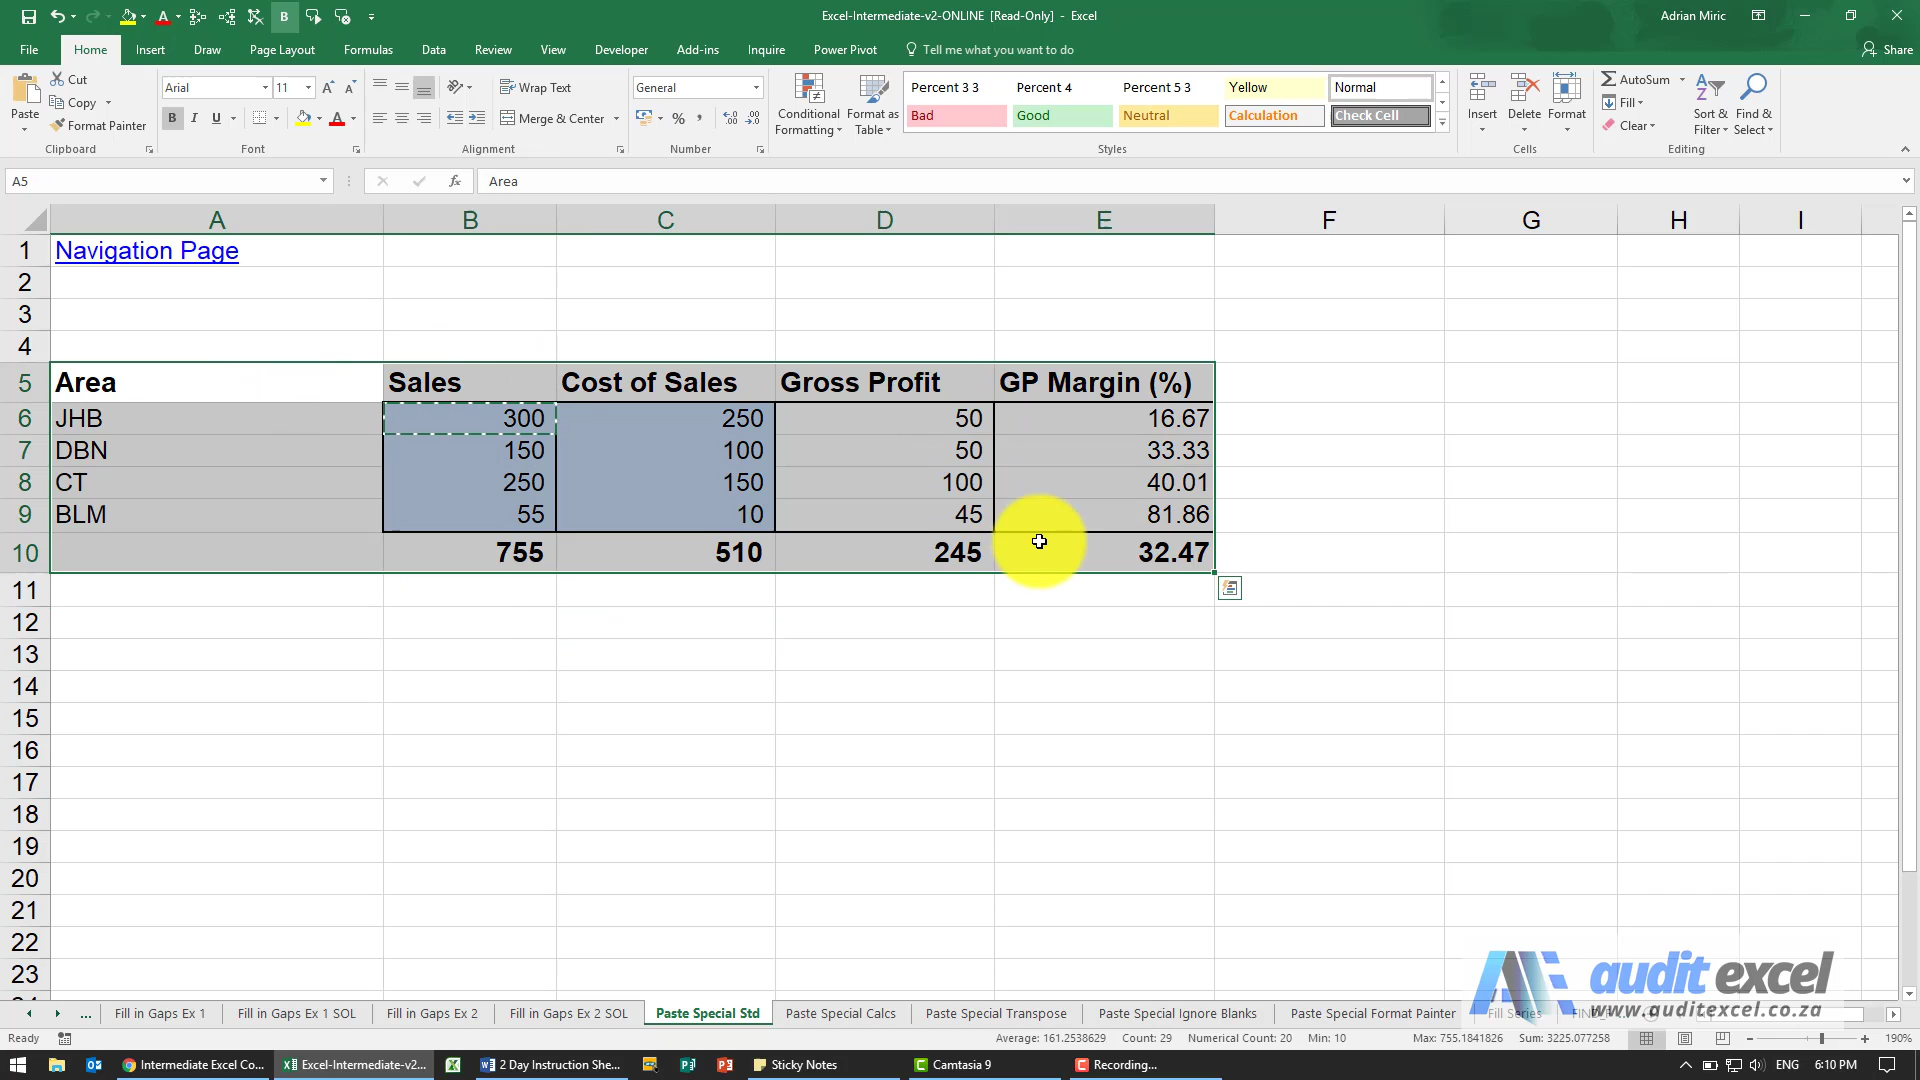 Excel-Intermediate-v2-ONLINE [Read-Only] - Excel
Adrian Miric
File Home Insert Draw Page Layout Formulas Data Review View Developer Add-ins Inquire Power Pivot Tell me what you want to do Share
Paste Cut Copy Format Painter Clipboard
Arial 11 B I U Font
Wrap Text Merge & Center Alignment
General % Number
Conditional Formatting Format as Table
Percent 3 3 Percent 4 Percent 5 3 Yellow Normal
Bad Good Neutral Calculation Check Cell
Styles
Insert Delete Format Cells
AutoSum Fill Clear Sort & Filter Find & Select Editing
A5 fx Area
A B C D E F G H I
1 Navigation Page
2
3
4
5 Area Sales Cost of Sales Gross Profit GP Margin (%)
6 JHB 300 250 50 16.67
7 DBN 150 100 50 33.33
8 CT 250 150 100 40.01
9 BLM 55 10 45 81.86
10 755 510 245 32.47
11
12
13
14
15
16
17
18
19
20
21
22
23
audit excel
www.auditexcel.co.za
... Fill in Gaps Ex 1 Fill in Gaps Ex 1 SOL Fill in Gaps Ex 2 Fill in Gaps Ex 2 SOL Paste Special Std Paste Special Calcs Paste Special Transpose Paste Special Ignore Blanks Paste Special Format Painter Fill Series
Ready Average: 161.2538629 Count: 29 Numerical Count: 20 Min: 10 Max: 755.1841826 Sum: 3225.077258 190%
Intermediate Excel Co... Excel-Intermediate-v2... 2 Day Instruction She... Sticky Notes Camtasia 9 Recording... ENG 6:10 PM